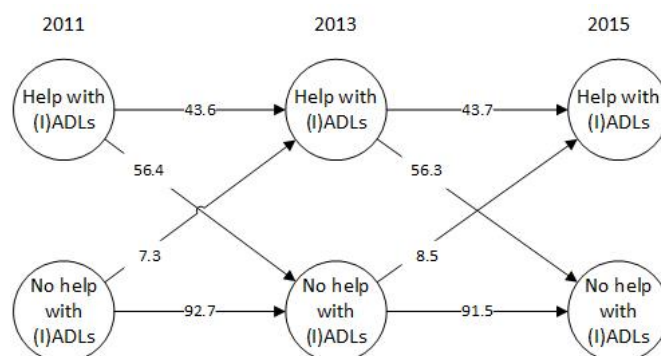 2011
2013
2015
Help with
(I)ADLs
43.6
Help with
(I)ADLs
43.7
Help with
(I)ADLs
56.4
56.3
7.3
8.5
No help
with
(I)ADLs
92.7
No help
with
(I)ADLs
91.5
No help
with
(I)ADLs